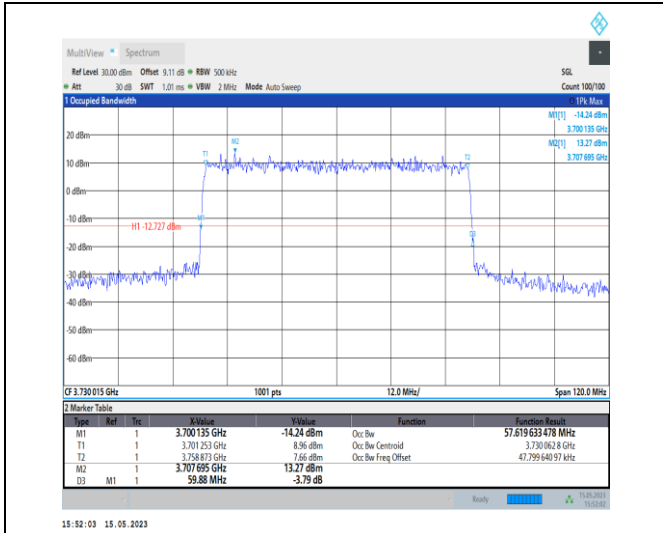 MultiView Spectrum
Ref Level 30.00 dBm Offset 9.11 dB RBW 500 kHz SGL
Att 30 dB SWT 1.01 ms VBW 2 MHz Mode Auto Sweep Count 100/100
1 Occupied Bandwidth 1Pk Max
M1[1] -14.24 dBm
3.700 135 GHz
M2[1] 13.27 dBm
3.707 695 GHz
20 dBm
M2
T1
T2
10 dBm
0 dBm
-10 dBm
M1
H1 -12.727 dBm
D3
-20 dBm
-30 dBm
-40 dBm
-50 dBm
-60 dBm
CF 3.730 015 GHz 1001 pts 12.0 MHz/ Span 120.0 MHz
2 Marker Table
Type Ref Trc X-Value Y-Value Function Function Result
M1 1 3.700 135 GHz -14.24 dBm Occ Bw 57.619 633 478 MHz
T1 1 3.701 253 GHz 8.96 dBm Occ Bw Centroid 3.730 062 8 GHz
T2 1 3.758 873 GHz 7.66 dBm Occ Bw Freq Offset 47.799 640 97 kHz
M2 1 3.707 695 GHz 13.27 dBm
D3 M1 1 59.88 MHz -3.79 dB
Ready 15.05.2023
15:52:02
15:52:03 15.05.2023